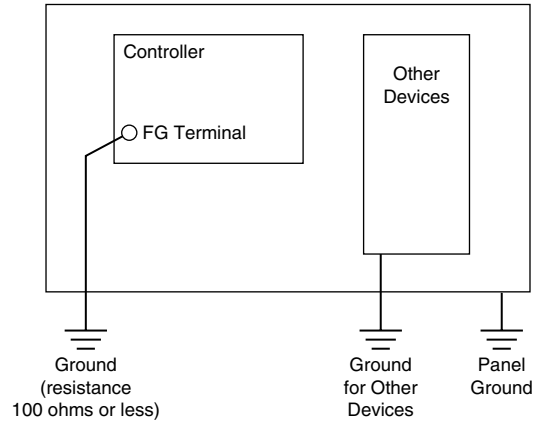 Controller
FG Terminal
Other
Devices
Ground
(resistance
100 ohms or less)
Ground
for Other
Devices
Panel
Ground